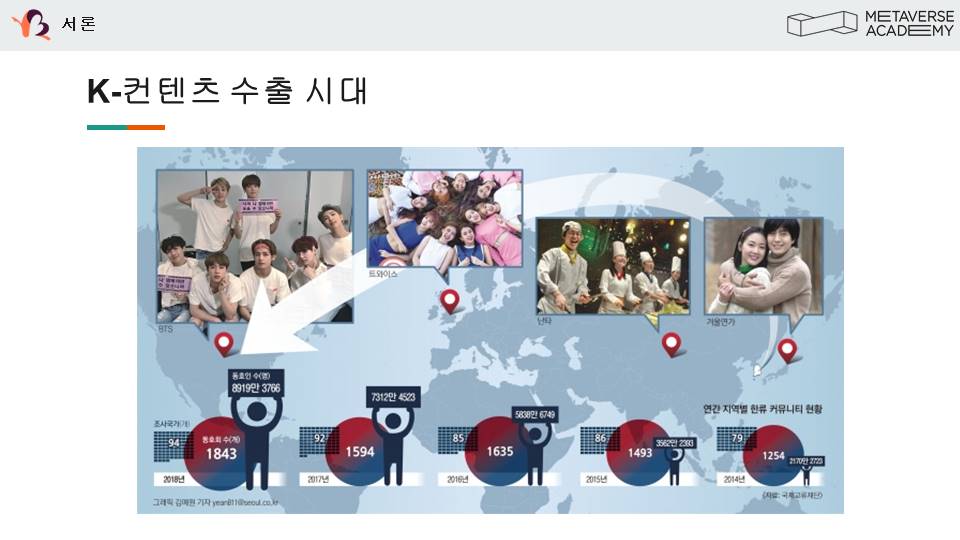 서론
METAVERSE
ACADEMY
K-컨텐츠 수출 시대
BTS
트와이스
난타
겨울연가
연간 지역별 한류 커뮤니티 현황
조사국가(개)
94
동호회 수(개)
1843
동호인 수(명)
8919만 3766
2018년
92
1594
7312만 4523
2017년
85
1635
5838만 6749
2016년
86
1493
3562만 2393
2015년
79
1254
2170만 2723
2014년
그래픽 김예원 기자 yean811@seoul.co.kr
〈자료: 국제교류재단〉